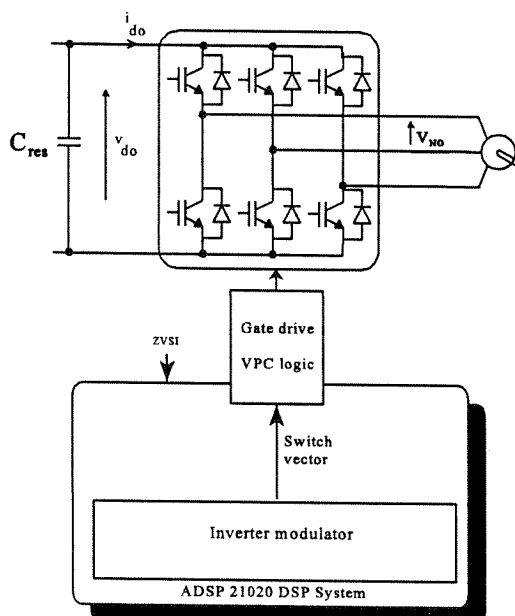 i do
C res
v do
V NO
Gate drive
VPC logic
ZVSI
Switch
vector
Inverter modulator
ADSP 21020 DSP System